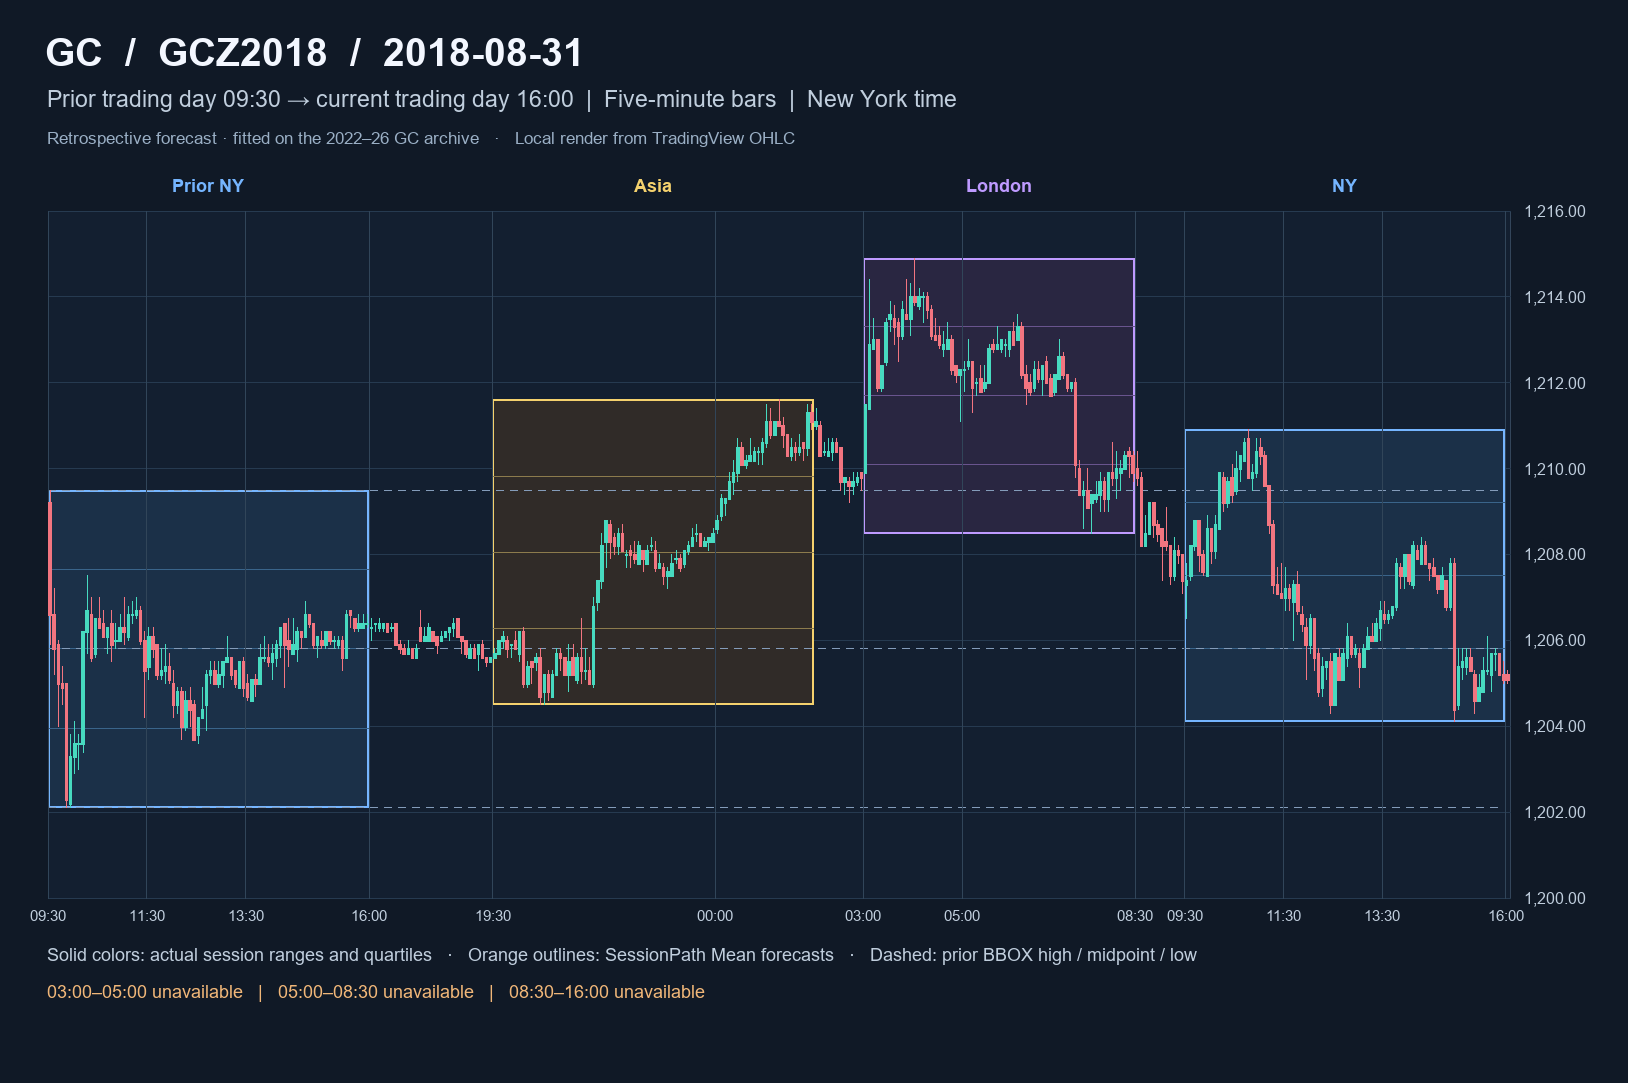 GC / GCZ2018 / 2018-08-31
Prior trading day 09:30 → current trading day 16:00 | Five-minute bars | New York time
Retrospective forecast · fitted on the 2022–26 GC archive · Local render from TradingView OHLC
Prior NY Asia London NY
1,216.00
1,214.00
1,212.00
1,210.00
1,208.00
1,206.00
1,204.00
1,202.00
1,200.00
09:30 11:30 13:30 16:00 19:30 00:00 03:00 05:00 08:30 09:30 11:30 13:30 16:00
Solid colors: actual session ranges and quartiles · Orange outlines: SessionPath Mean forecasts · Dashed: prior BBOX high / midpoint / low
03:00–05:00 unavailable | 05:00–08:30 unavailable | 08:30–16:00 unavailable